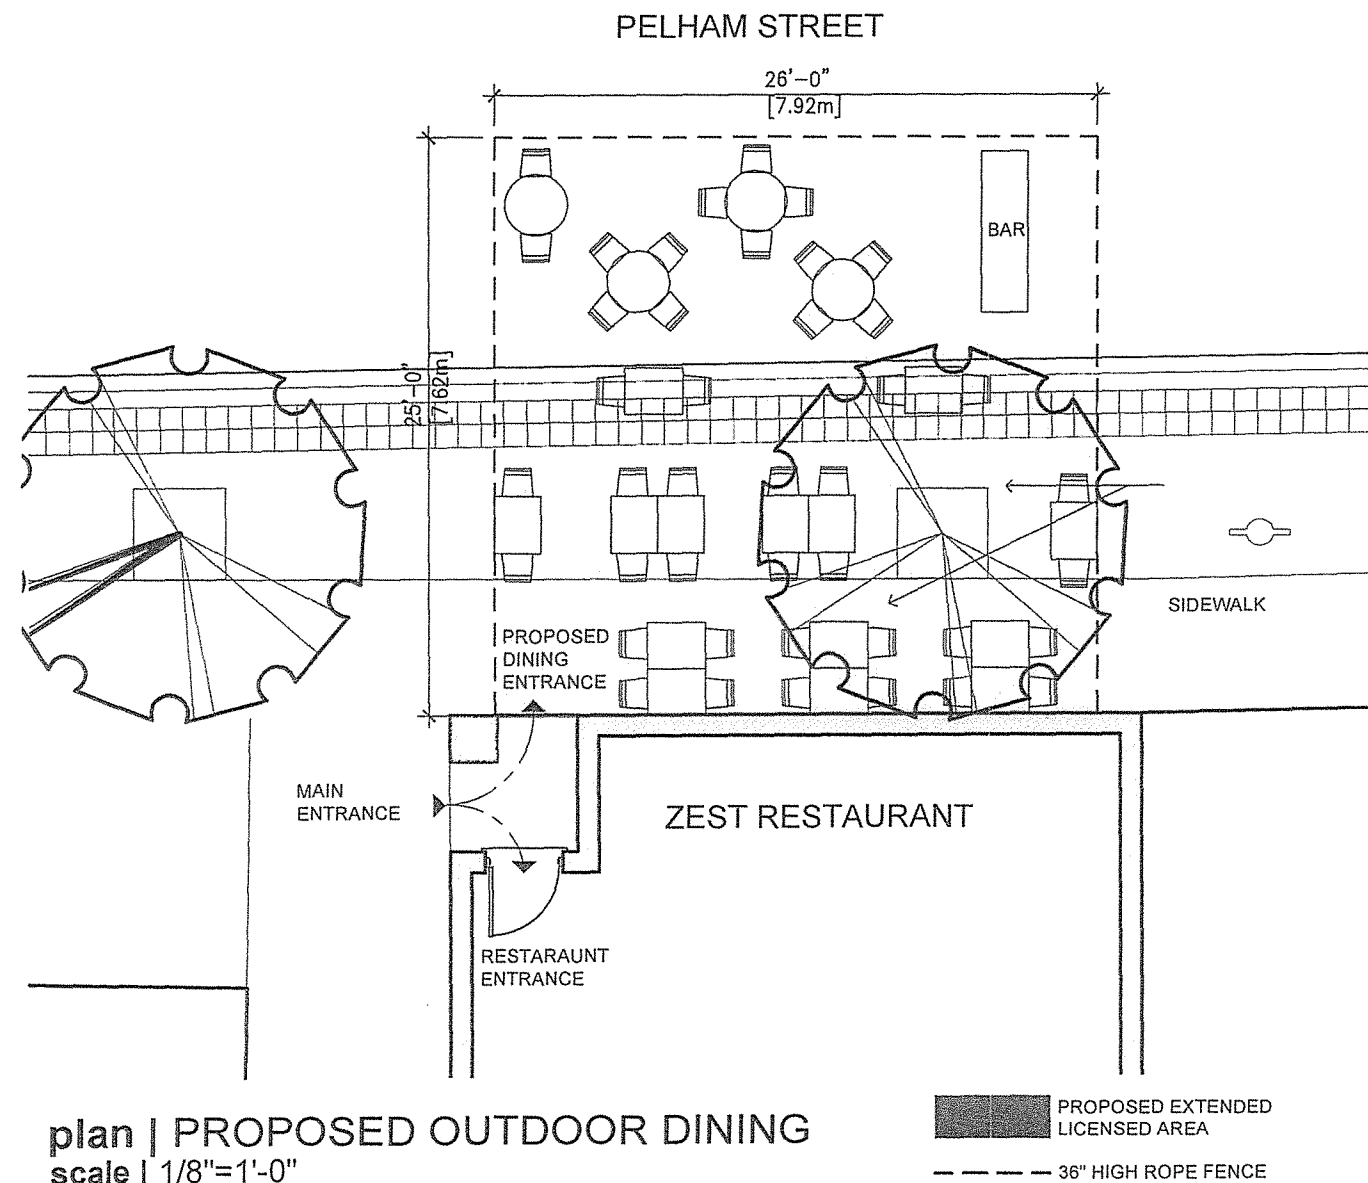 PELHAM STREET
26'-0"
[7.92m]
25'-0"
[7.62m]
BAR
SIDEWALK
PROPOSED
DINING
ENTRANCE
MAIN
ENTRANCE
ZEST RESTAURANT
RESTARAUNT
ENTRANCE
plan | PROPOSED OUTDOOR DINING
scale | 1/8"=1'-0"
PROPOSED EXTENDED
LICENSED AREA
36" HIGH ROPE FENCE